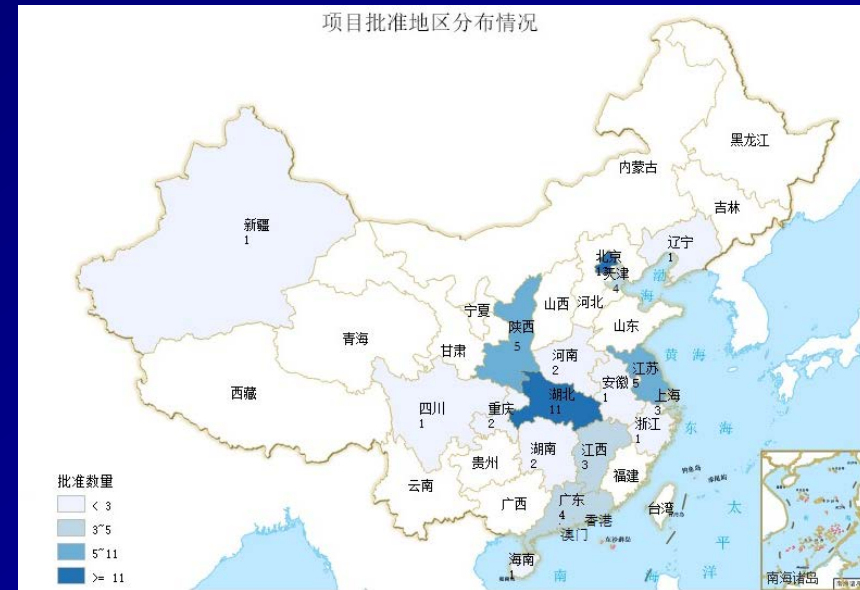 项目批准地区分布情况
黑龙江
内蒙古
吉林
新疆
1
辽宁
1
北京
天津
4
渤
海
宁夏
山西
河北
山东
陕西
5
青海
甘肃
河南
2
黄 海
江苏
5
安徽
1
上海
3
西藏
四川
1
重庆
2
湖北
11
浙江
1
东 海
湖南
2
江西
3
贵州
福建
云南
广西
广东
4
香港
澳门
台湾
太
平
洋
海南
1
南 海
南海诸岛
批准数量
< 3
3~5
5~11
>= 11